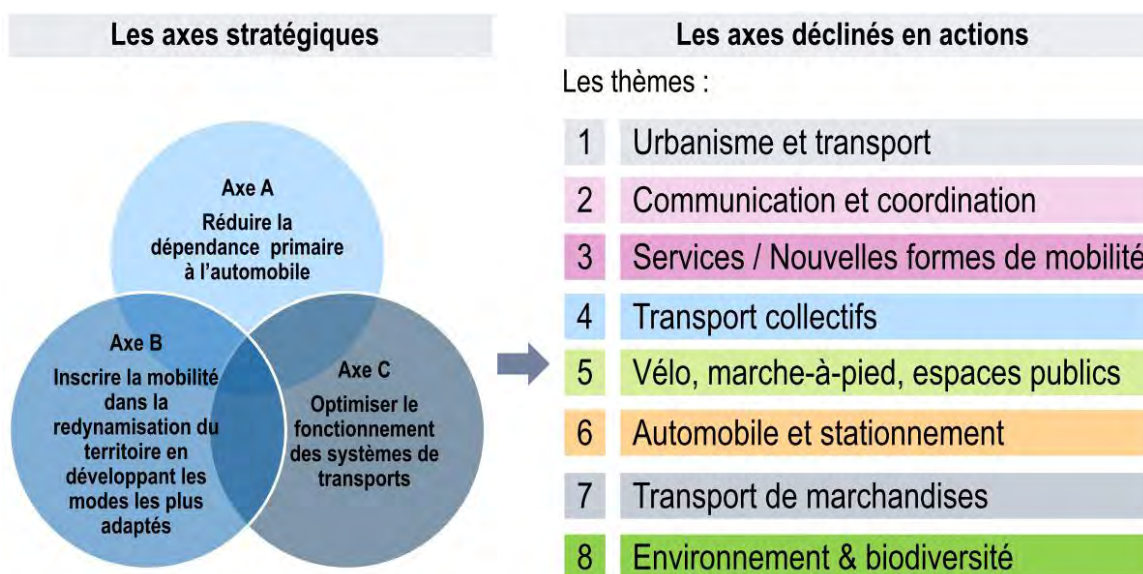 Les axes stratégiques
Axe A
Réduire la
dépendance primaire
à l'automobile
Axe B
Inscrire la mobilité
dans la
redynamisation du
territoire en
développant les
modes les plus
adaptés
Axe C
Optimiser le
fonctionnement
des systèmes de
transports
Les axes déclinés en actions
Les thèmes :
1 Urbanisme et transport
2 Communication et coordination
3 Services / Nouvelles formes de mobilité
4 Transport collectifs
5 Vélo, marche-à-pied, espaces publics
6 Automobile et stationnement
7 Transport de marchandises
8 Environnement & biodiversité